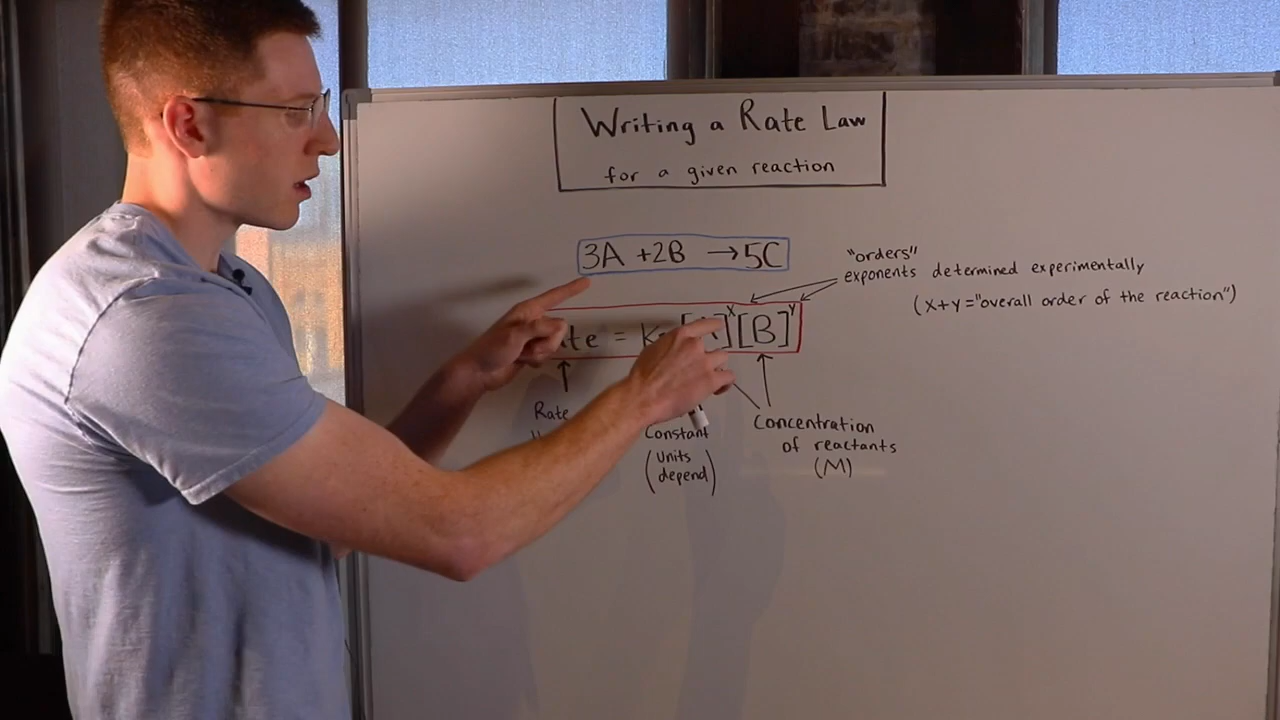 Writing a Rate Law
for a given reaction
3A +2B → 5C
"orders"
exponents determined experimentally
(x+y="overall order of the reaction")
= [B]^y
Rate
Constant
(Units
depend)
Concentration
of reactants
(M)